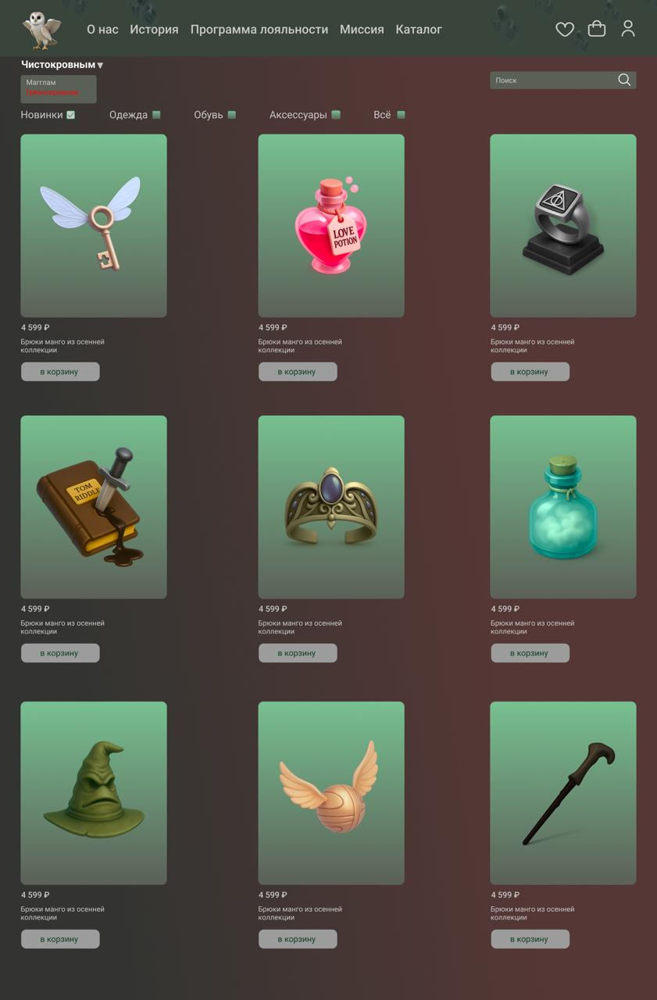 О нас История Программа лояльности Миссия Каталог
Чистокровным
Магглам
Грязнокровкам
Поиск
Новинки Одежда Обувь Аксессуары Всё
LOVE
POTION
4 599 ₽ 4 599 ₽ 4 599 ₽
Брюки манго из осенней Брюки манго из осенней Брюки манго из осенней
коллекции коллекции коллекции
в корзину в корзину в корзину
TOM
RIDDLE
4 599 ₽ 4 599 ₽ 4 599 ₽
Брюки манго из осенней Брюки манго из осенней Брюки манго из осенней
коллекции коллекции коллекции
в корзину в корзину в корзину
4 599 ₽ 4 599 ₽ 4 599 ₽
Брюки манго из осенней Брюки манго из осенней Брюки манго из осенней
коллекции коллекции коллекции
в корзину в корзину в корзину